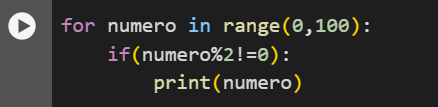 for numero in range(0,100):
    if(numero%2!=0):
        print(numero)